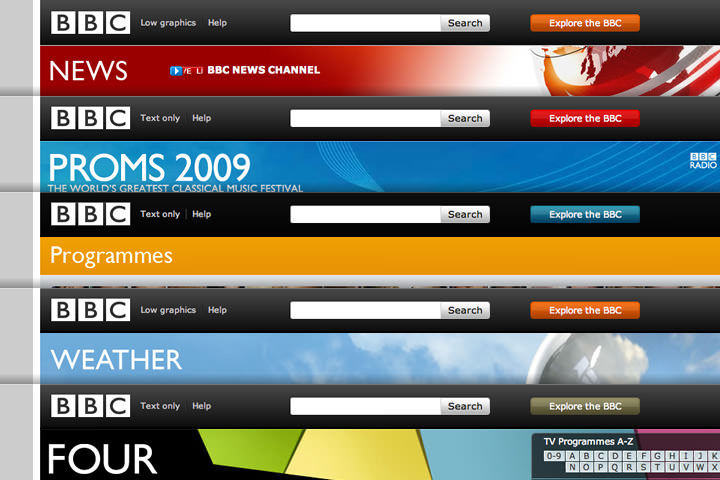 BBC Low graphics Help Search Explore the BBC
NEWS LIVE BBC NEWS CHANNEL
BBC Text only Help Search Explore the BBC
PROMS 2009 BBC
RADIO
THE WORLD'S GREATEST CLASSICAL MUSIC FESTIVAL
BBC Text only Help Search Explore the BBC
Programmes
BBC Low graphics Help Search Explore the BBC
WEATHER
BBC Text only Help Search Explore the BBC
FOUR
TV Programmes A-Z
0-9 A B C D E F G H I J K
N O P Q R S T U V W X